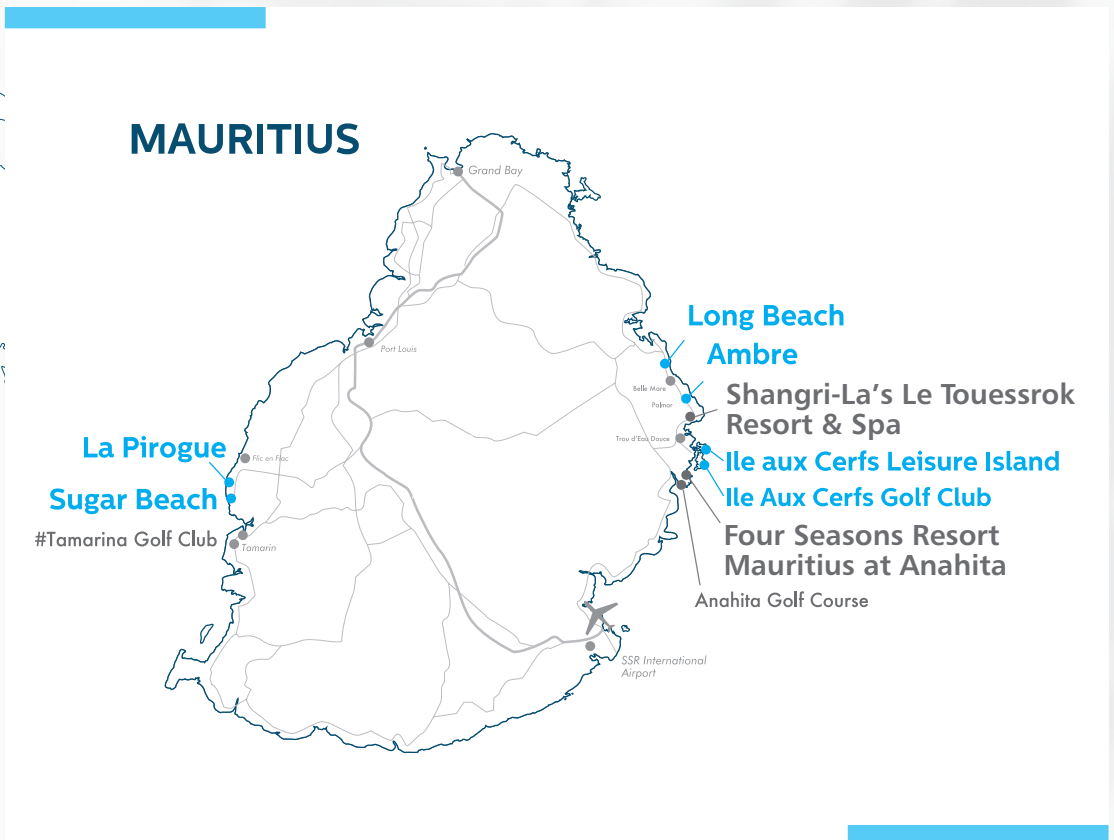 MAURITIUS
Grand Bay
Long Beach
Port Louis
Ambre
Belle Mare
Shangri-La's Le Touessrok
Palmar
Resort & Spa
Trou d'Eau Douce
La Pirogue
Flic en Flac
Ile aux Cerfs Leisure Island
Sugar Beach
Ile Aux Cerfs Golf Club
#Tamarina Golf Club
Tamarin
Four Seasons Resort
Mauritius at Anahita
Anahita Golf Course
SSR International
Airport